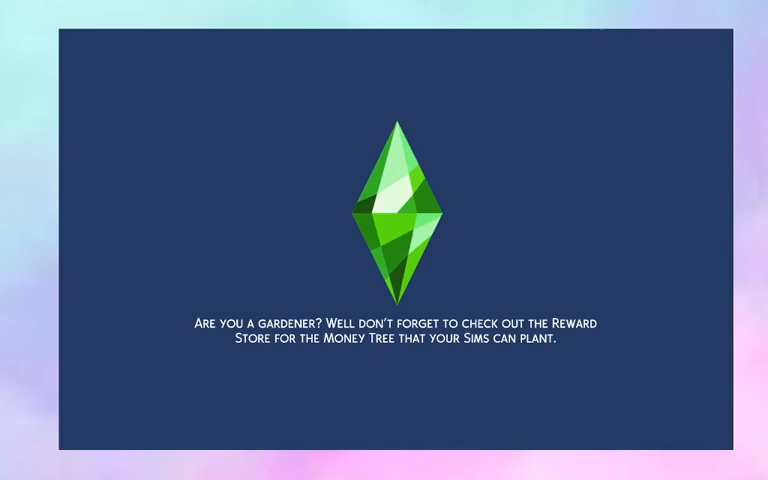 Are you a gardener? Well don't forget to check out the Reward
Store for the Money Tree that your Sims can plant.